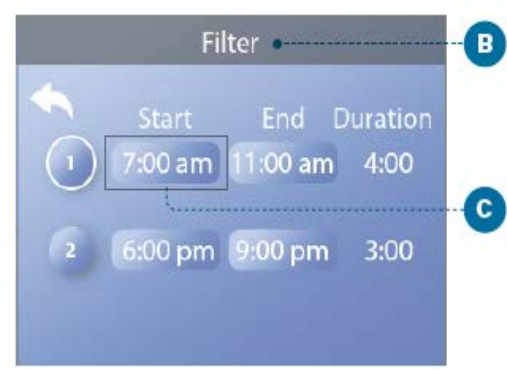 Filter
B
Start End Duration
1 7:00 am 11:00 am 4:00
C
2 6:00 pm 9:00 pm 3:00